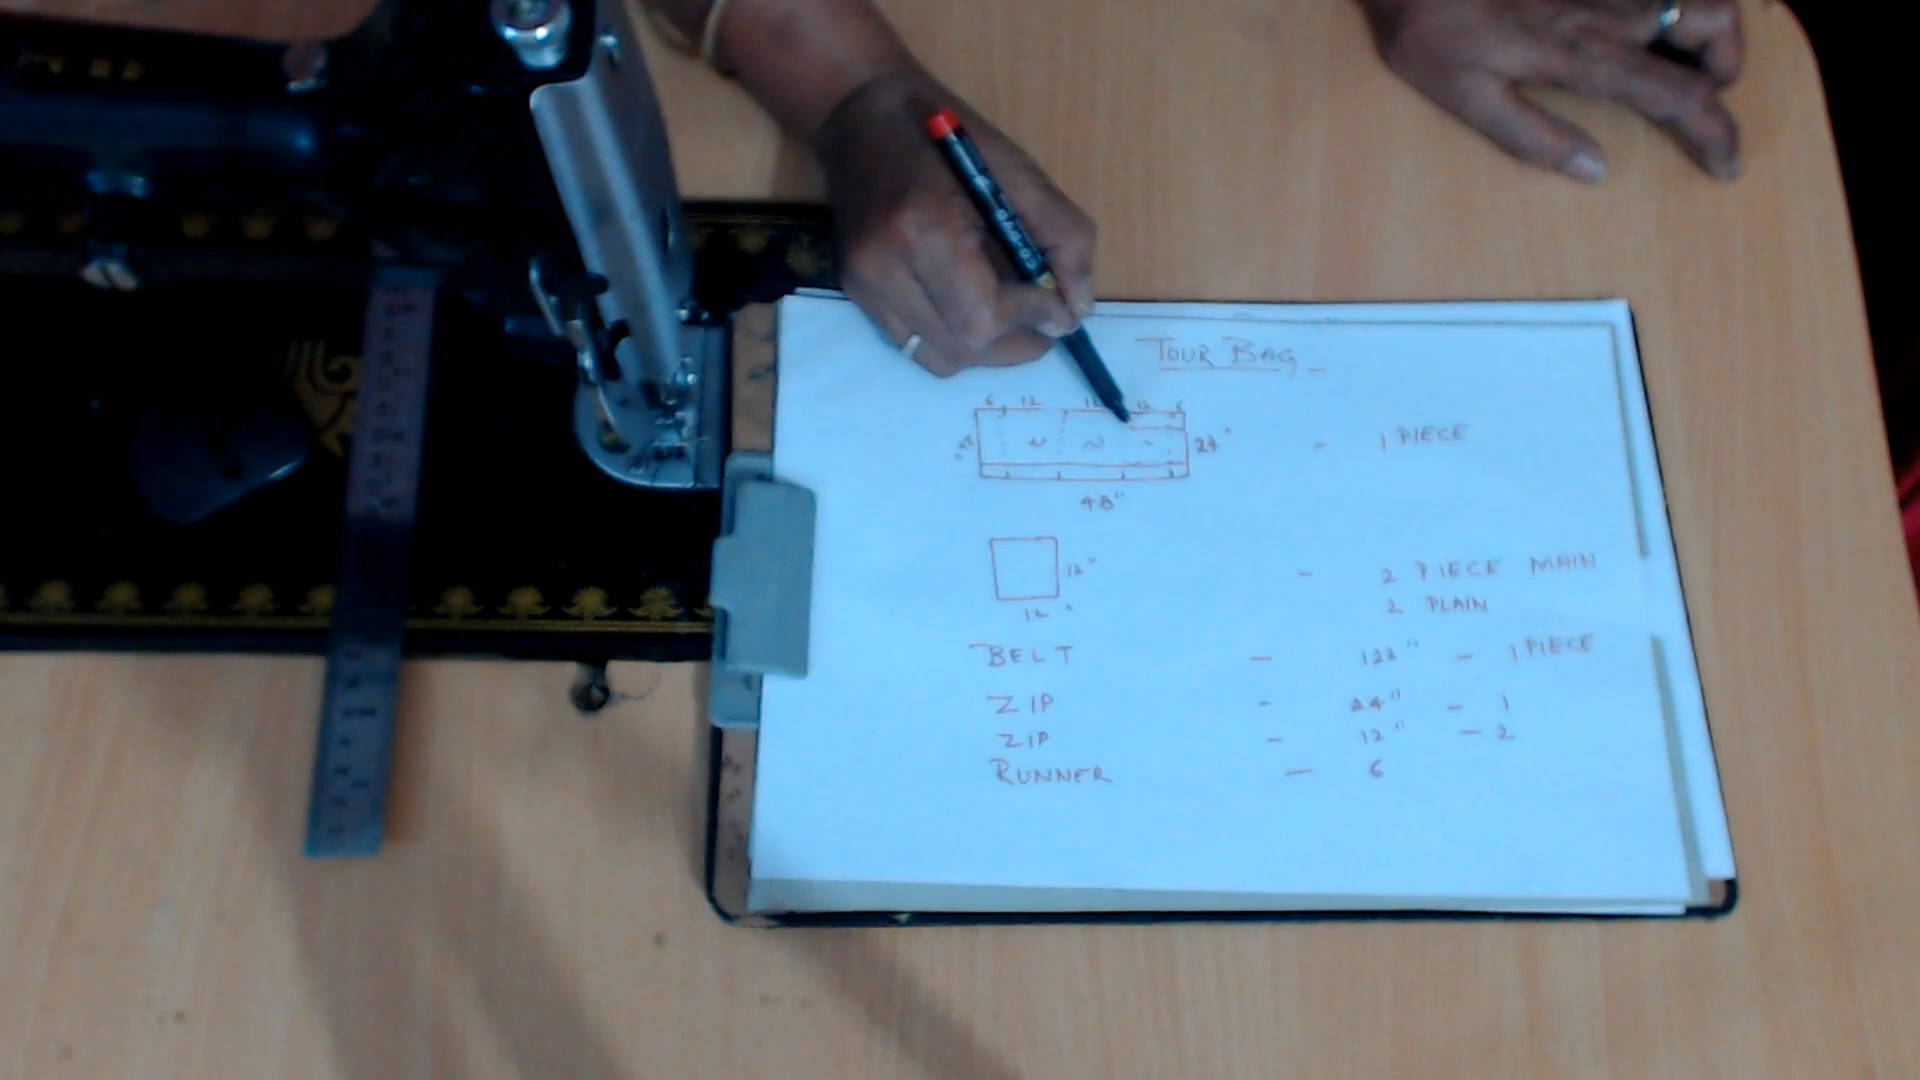 TOUR BAG
6 12 12 12 6
24"
- 1 PIECE
48"
12"
12"
- 2 PIECE MAIN
2 PLAIN
BELT - 122" - 1 PIECE
ZIP - 24" - 1
ZIP - 12" - 2
RUNNER - 6